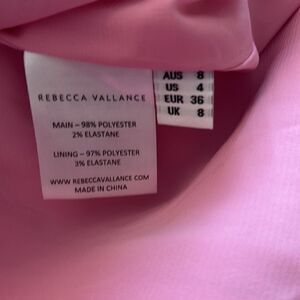 REBECCA VALLANCE
MAIN – 98% POLYESTER
2% ELASTANE
LINING – 97% POLYESTER
3% ELASTANE
WWW.REBECCAVALLANCE.COM
MADE IN CHINA
AUS 8
US 4
EUR 36
UK 8